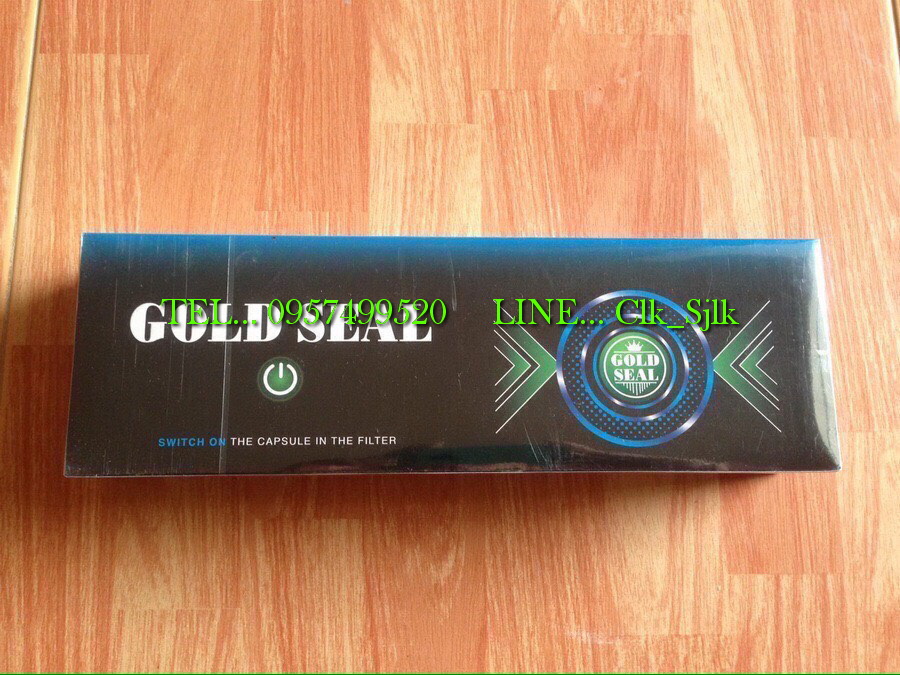 GOLD SEAL
TEL... 0957499520 LINE... Clk_Sjlk
GOLD
SEAL
SWITCH ON THE CAPSULE IN THE FILTER